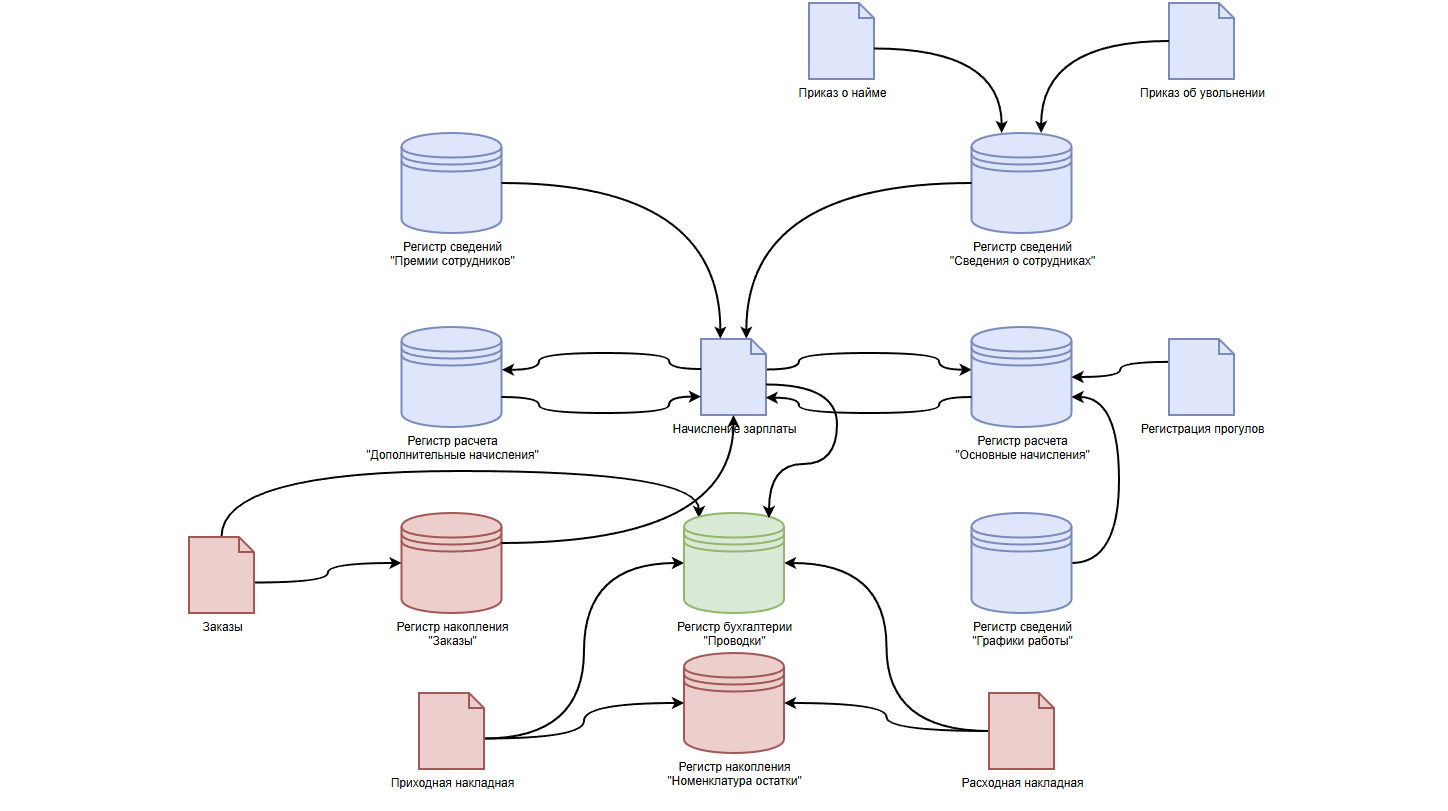 Приказ о найме
Приказ об увольнении
Регистр сведений
"Премии сотрудников"
Регистр сведений
"Сведения о сотрудниках"
Регистр расчета
"Дополнительные начисления"
Начисление зарплаты
Регистр расчета
"Основные начисления"
Регистрация прогулов
Заказы
Регистр накопления
"Заказы"
Регистр бухгалтерии
"Проводки"
Регистр сведений
"Графики работы"
Приходная накладная
Регистр накопления
"Номенклатура остатки"
Расходная накладная